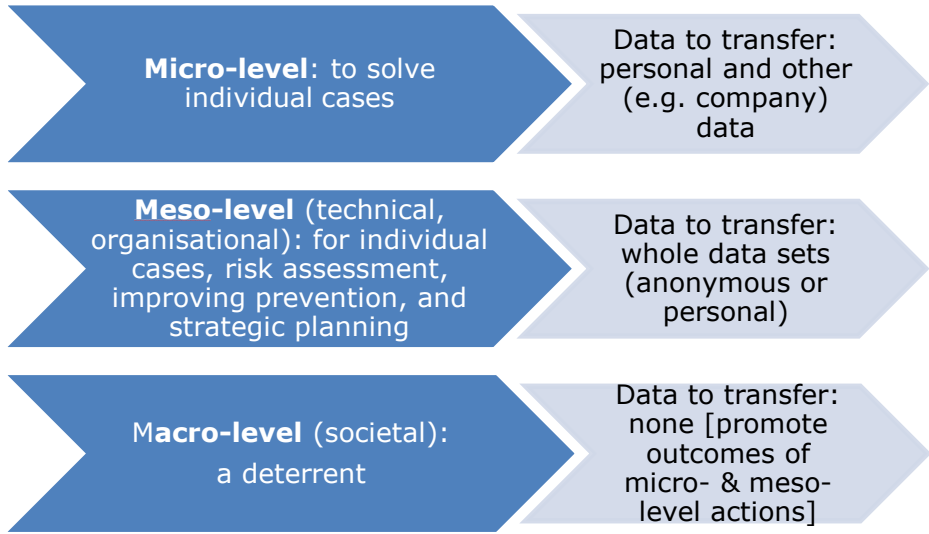 Micro-level: to solve
individual cases
Data to transfer:
personal and other
(e.g. company)
data
Meso-level (technical,
organisational): for individual
cases, risk assessment,
improving prevention, and
strategic planning
Data to transfer:
whole data sets
(anonymous or
personal)
Macro-level (societal):
a deterrent
Data to transfer:
none [promote
outcomes of
micro- & meso-
level actions]